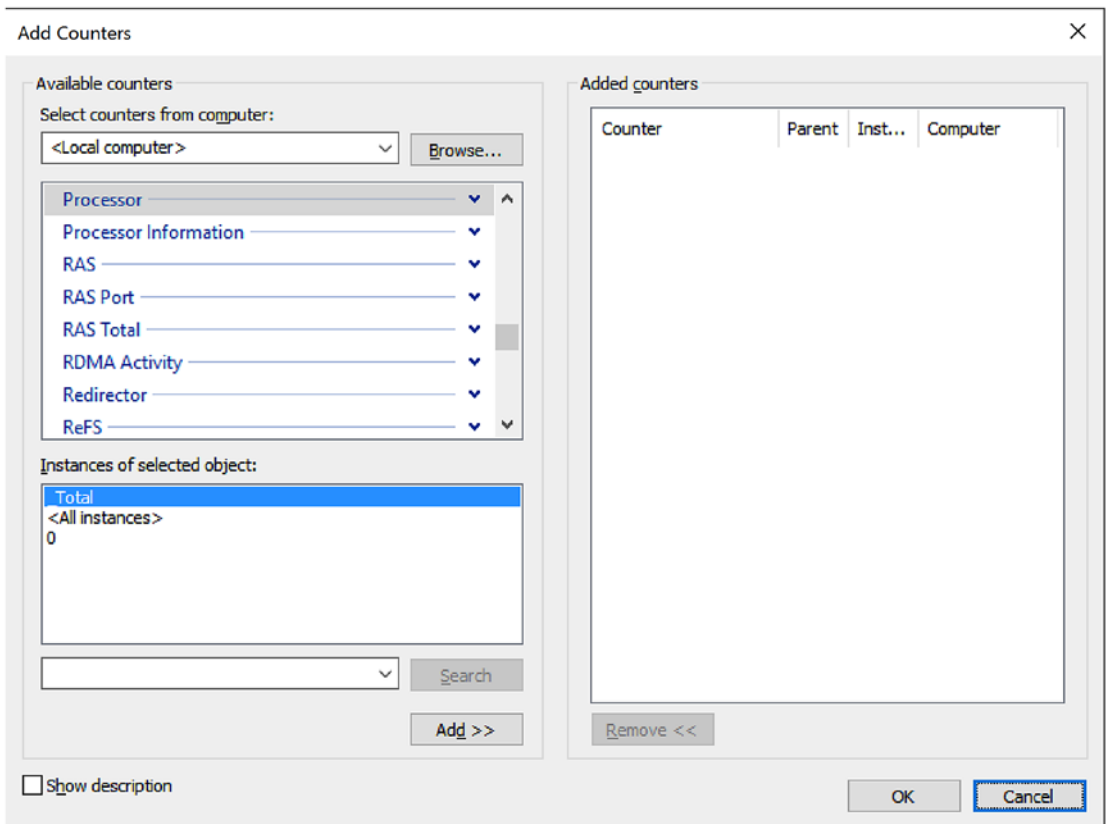 Add Counters
Available counters
Select counters from computer:
<Local computer>
Browse...
Processor
Processor Information
RAS
RAS Port
RAS Total
RDMA Activity
Redirector
ReFS
Instances of selected object:
_Total
<All instances>
0
Search
Add >>
Show description
Added counters
Counter Parent Inst... Computer
Remove <<
OK Cancel